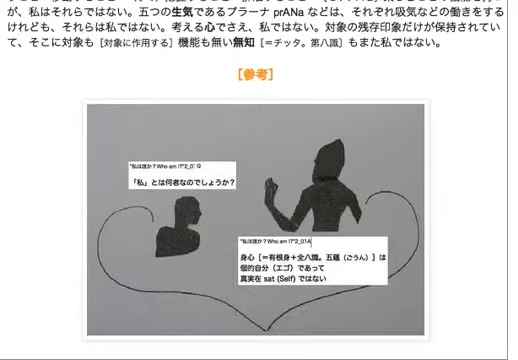 が、私はそれらではない。五つの生気であるプラーナ prANa などは、それぞれ吸気などの働きをする
けれども、それらは私ではない。考える心でさえ、私ではない。対象の残存印象だけが保持されてい
て、そこに対象も［対象に作用する］機能も無い無知［＝チッタ。第八識］もまた私ではない。
［参考］
"私は誰か？Who am I?"2_01Q
「私」とは何者なのでしょうか？
"私は誰か？Who am I?"2_01A
身心［＝有根身＋全八識。五蘊（ごうん）］は
個的自分（エゴ）であって
真実在 sat (Self) ではない